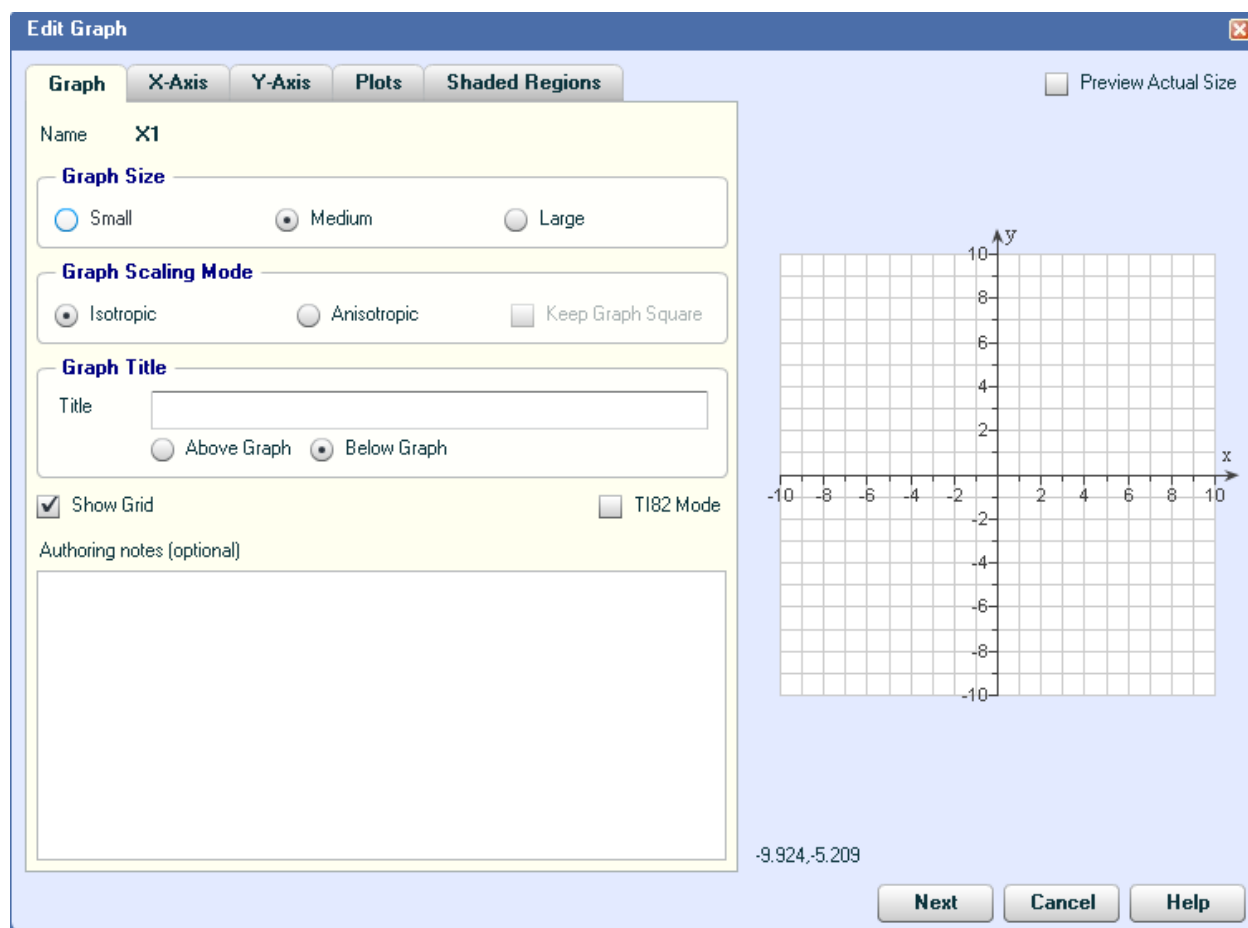 Edit Graph
Graph X-Axis Y-Axis Plots Shaded Regions
Preview Actual Size
Name X1
Graph Size
Small Medium Large
Graph Scaling Mode
Isotropic Anisotropic Keep Graph Square
Graph Title
Title
Above Graph Below Graph
Show Grid TI82 Mode
Authoring notes (optional)
y
10
8
6
4
2
x
-10 -8 -6 -4 -2 2 4 6 8 10
-2
-4
-6
-8
-10
-9.924,-5.209
Next Cancel Help